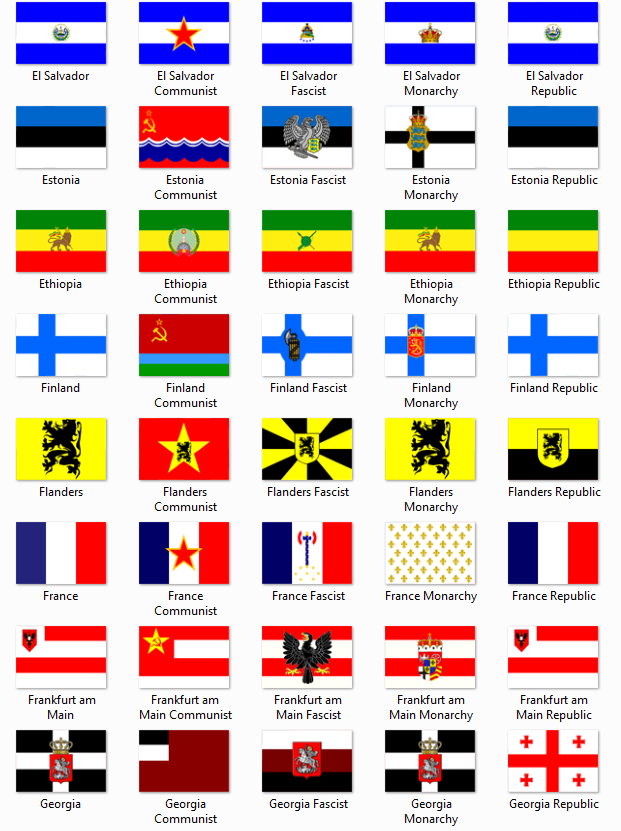 El Salvador
El Salvador
Communist
El Salvador
Fascist
El Salvador
Monarchy
El Salvador
Republic
Estonia
Estonia
Communist
Estonia Fascist
Estonia
Monarchy
Estonia Republic
Ethiopia
Ethiopia
Communist
Ethiopia Fascist
Ethiopia
Monarchy
Ethiopia Republic
Finland
Finland
Communist
Finland Fascist
Finland
Monarchy
Finland Republic
Flanders
Flanders
Communist
Flanders Fascist
Flanders
Monarchy
Flanders Republic
France
France
Communist
France Fascist
France Monarchy
France Republic
Frankfurt am
Main
Frankfurt am
Main Communist
Frankfurt am
Main Fascist
Frankfurt am
Main Monarchy
Frankfurt am
Main Republic
Georgia
Georgia
Communist
Georgia Fascist
Georgia
Monarchy
Georgia Republic